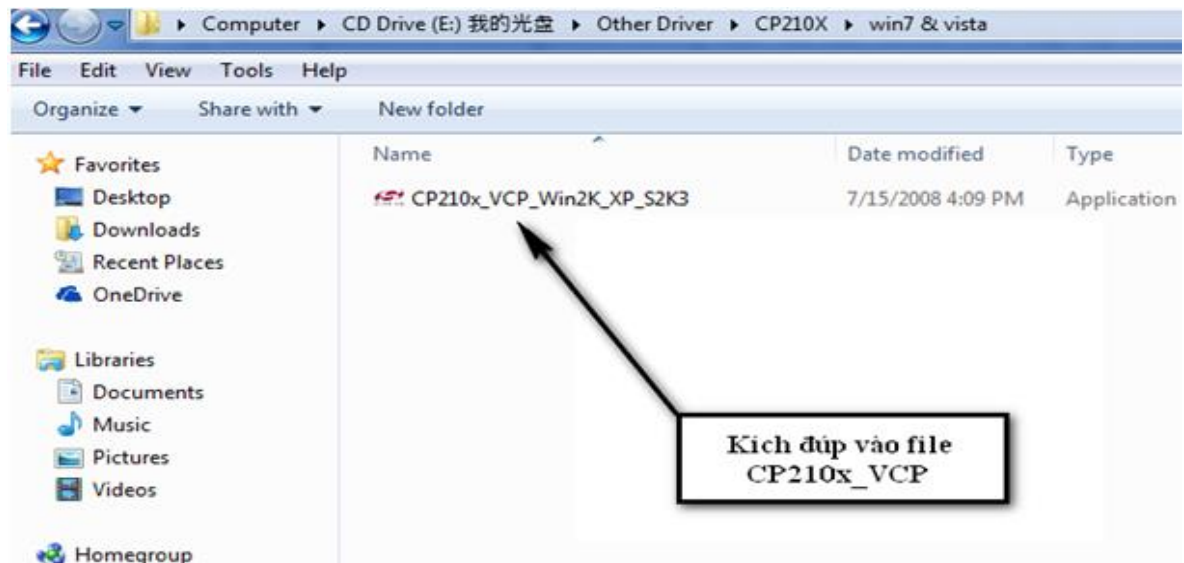 Computer ▸ CD Drive (E:) 我的光盘 ▸ Other Driver ▸ CP210X ▸ win7 & vista
File Edit View Tools Help
Organize Share with New folder
Name Date modified Type
CP210x_VCP_Win2K_XP_S2K3 7/15/2008 4:09 PM Application
Favorites
Desktop
Downloads
Recent Places
OneDrive
Libraries
Documents
Music
Pictures
Videos
Homegroup
Kích đúp vào file
CP210x_VCP